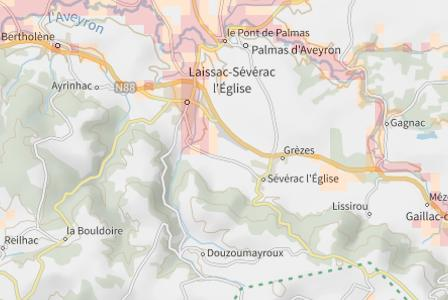 l'Aveyron
Bertholène
le Pont de Palmas
Palmas d'Aveyron
Laissac-Sévérac
l'Église
Ayrinhac
N88
Gagnac
Grèzes
Sévérac l'Église
Lissirou
Gaillac-d
la Bouldoire
Reilhac
Douzoumayroux